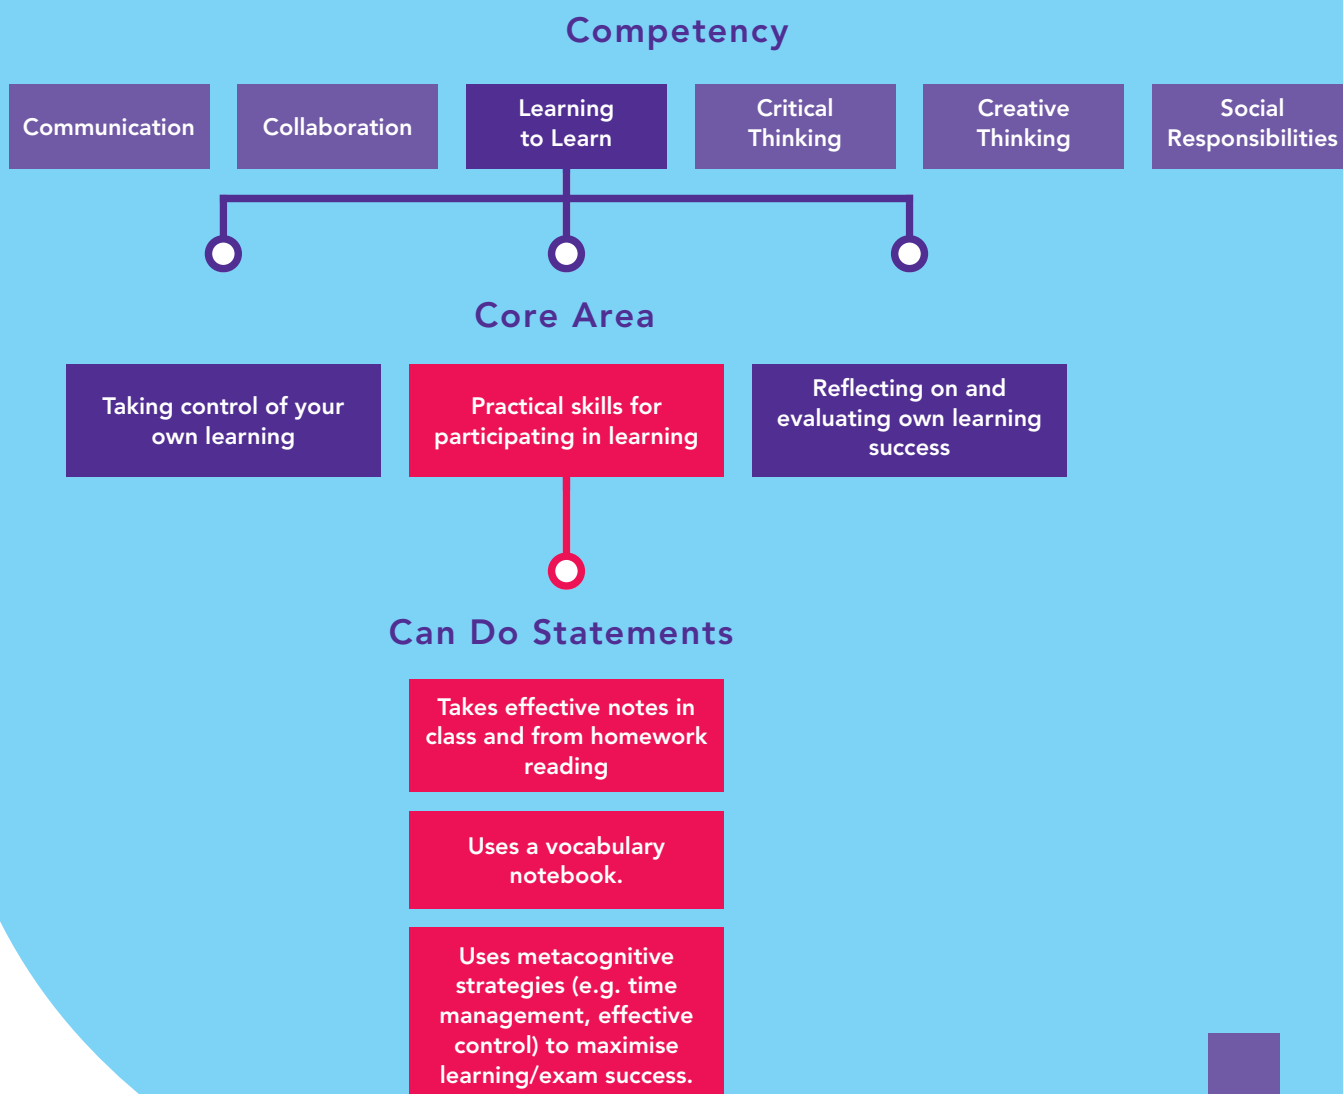 Competency
Communication
Collaboration
Learning
to Learn
Critical
Thinking
Creative
Thinking
Social
Responsibilities
Core Area
Taking control of your
own learning
Practical skills for
participating in learning
Reflecting on and
evaluating own learning
success
Can Do Statements
Takes effective notes in
class and from homework
reading
Uses a vocabulary
notebook.
Uses metacognitive
strategies (e.g. time
management, effective
control) to maximise
learning/exam success.